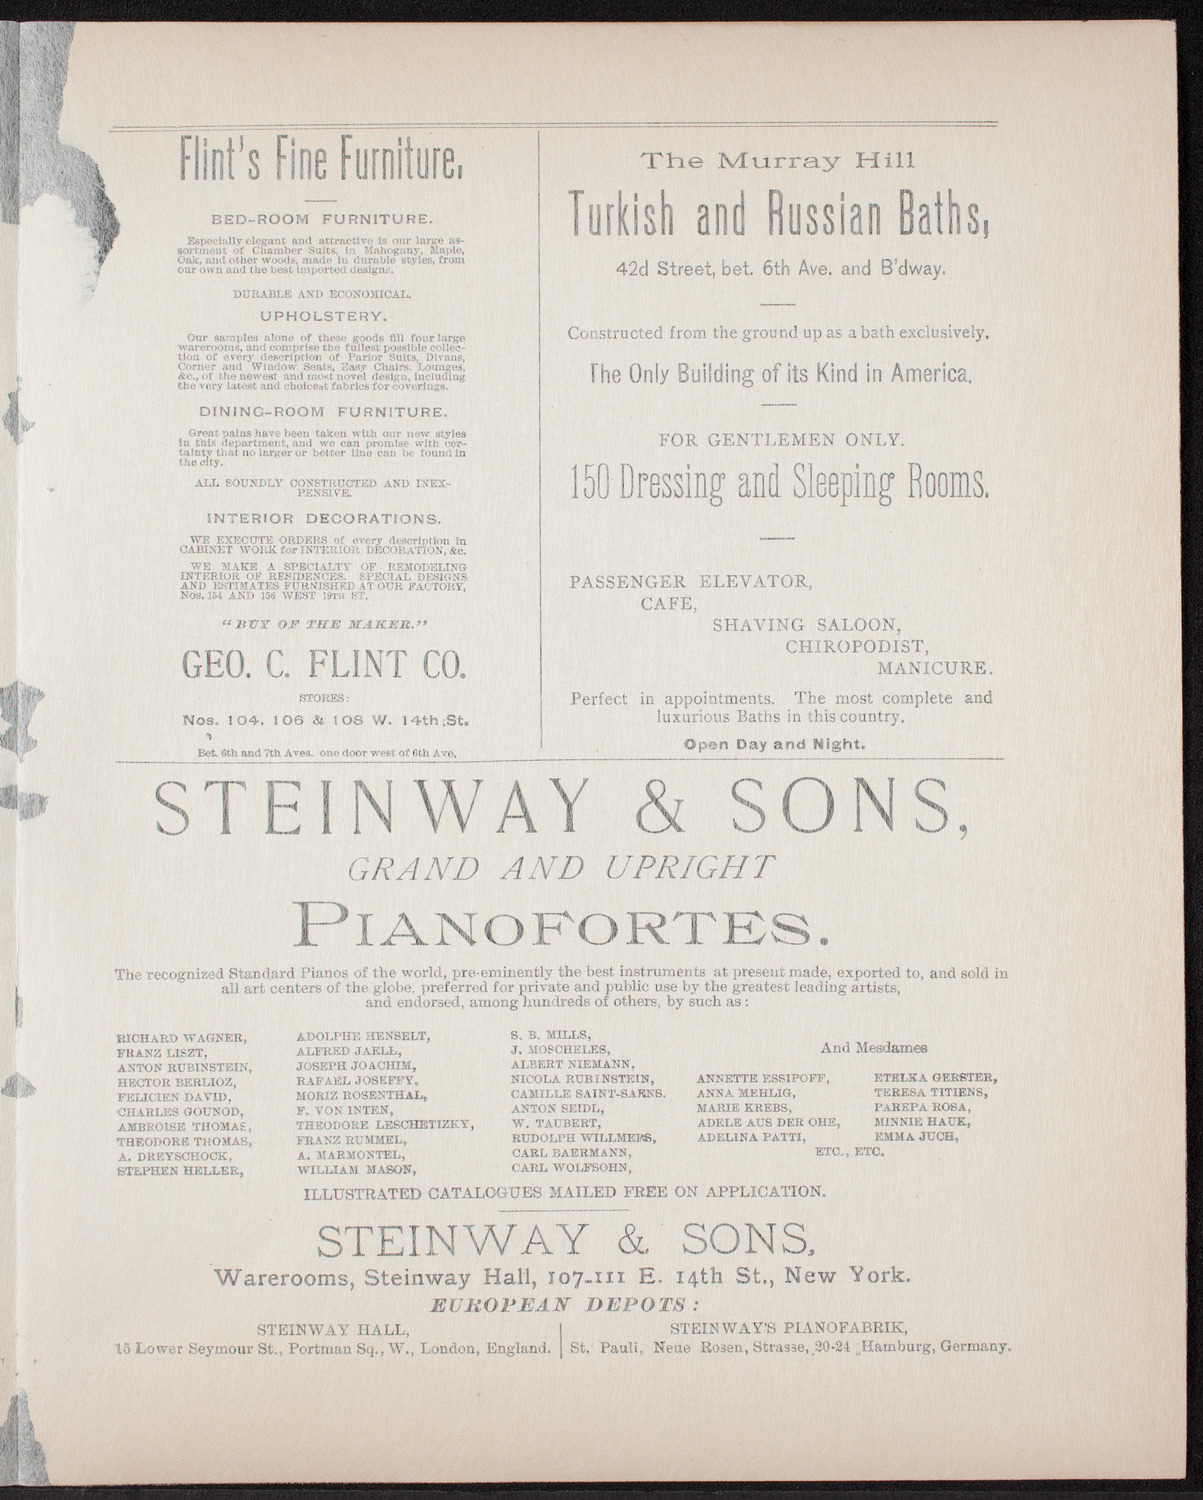 Flint's Fine Furniture.
BED-ROOM FURNITURE.
Especially elegant and attractive is our large as-
sortment of Chamber Suits, in Mahogany, Maple,
Oak, and other woods, made in durable styles, from
our own and the best imported designs.
DURABLE AND ECONOMICAL.
UPHOLSTERY.
Our samples alone of these goods fill four large
warerooms, and comprise the fullest possible collec-
tion of every description of Parlor Suits, Divans,
Corner and Window Seats, Easy Chairs. Lounges,
&c., of the newest and most novel design, including
the very latest and choicest fabrics for coverings.
DINING-ROOM FURNITURE.
Great pains have been taken with our new styles
in this department, and we can promise with cer-
tainty that no larger or better line can be found in
the city.
ALL SOUNDLY CONSTRUCTED AND INEX-
PENSIVE.
INTERIOR DECORATIONS.
WE EXECUTE ORDERS of every description in
CABINET WORK for INTERIOR DECORATION, &c.
WE MAKE A SPECIALTY OF REMODELING
INTERIOR OF RESIDENCES. SPECIAL DESIGNS
AND ESTIMATES FURNISHED AT OUR FACTORY,
Nos. 154 AND 156 WEST 19TH ST.
"BUY OF THE MAKER."
GEO. C. FLINT CO.
STORES:
Nos. 104. 106 & 108 W. 14th St.
Bet. 6th and 7th Aves. one door west of 6th Ave,
The Murray Hill
Turkish and Russian Baths,
42d Street, bet. 6th Ave. and B'dway.
Constructed from the ground up as a bath exclusively.
The Only Building of its Kind in America.
FOR GENTLEMEN ONLY.
150 Dressing and Sleeping Rooms.
PASSENGER ELEVATOR,
CAFE,
SHAVING SALOON,
CHIROPODIST,
MANICURE.
Perfect in appointments. The most complete and
luxurious Baths in this country.
Open Day and Night.
STEINWAY & SONS,
GRAND AND UPRIGHT
PIANOFORTES.
The recognized Standard Pianos of the world, pre-eminently the best instruments at present made, exported to, and sold in
all art centers of the globe, preferred for private and public use by the greatest leading artists,
and endorsed, among hundreds of others, by such as:
RICHARD WAGNER,
FRANZ LISZT,
ANTON RUBINSTEIN,
HECTOR BERLIOZ,
FELICIEN DAVID,
CHARLES GOUNOD,
AMBROISE THOMAS,
THEODORE THOMAS,
A. DREYSCHOCK,
STEPHEN HELLER,
ADOLPHE HENSELT,
ALFRED JAELL,
JOSEPH JOACHIM,
RAFAEL JOSEFFY,
MORIZ ROSENTHAL,
F. VON INTEN,
THEODORE LESCHETIZKY,
FRANZ RUMMEL,
A. MARMONTEL,
WILLIAM MASON,
S. B. MILLS,
J. MOSCHELES,
ALBERT NIEMANN,
NICOLA RUBINSTEIN,
CAMILLE SAINT-SAENS.
ANTON SEIDL,
W. TAUBERT,
RUDOLPH WILLMERS,
CARL BAERMANN,
CARL WOLFSOHN,
And Mesdames
ANNETTE ESSIPOFF,
ANNA MEHLIG,
MARIE KREBS,
ADELE AUS DER OHE,
ADELINA PATTI,
ETELKA GERSTER,
TERESA TITIENS,
PAREPA ROSA,
MINNIE HAUK,
EMMA JUCH,
ETC., ETC.
ILLUSTRATED CATALOGUES MAILED FREE ON APPLICATION.
STEINWAY & SONS,
Warerooms, Steinway Hall, 107-111 E. 14th St., New York.
EUROPEAN DEPOTS:
STEINWAY HALL,
15 Lower Seymour St., Portman Sq., W., London, England.
STEINWAY'S PIANOFABRIK,
St. Pauli, Neue Rosen, Strasse, 20-24 Hamburg, Germany.